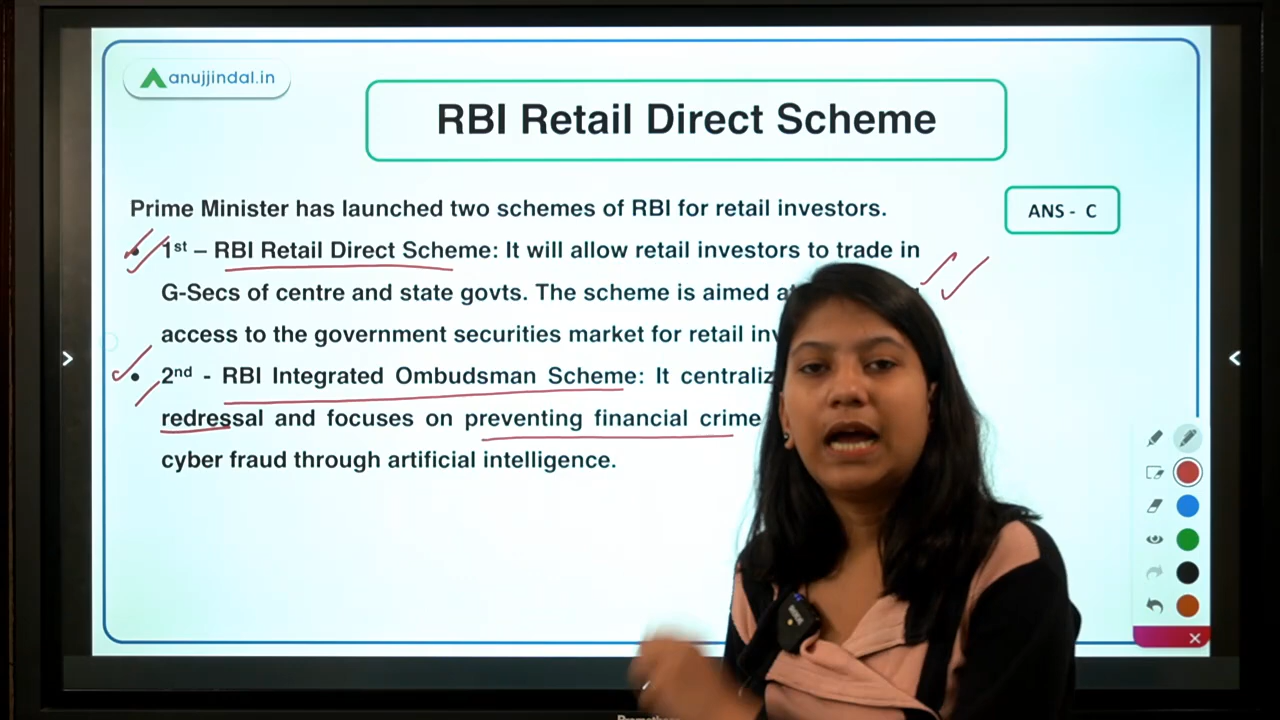 anujjindal.in
RBI Retail Direct Scheme
Prime Minister has launched two schemes of RBI for retail investors.
ANS - C
• 1st – RBI Retail Direct Scheme: It will allow retail investors to trade in
G-Secs of centre and state govts. The scheme is aimed
access to the government securities market for retail
• 2nd - RBI Integrated Ombudsman Scheme: It
redressal and focuses on preventing financial crime
cyber fraud through artificial intelligence.